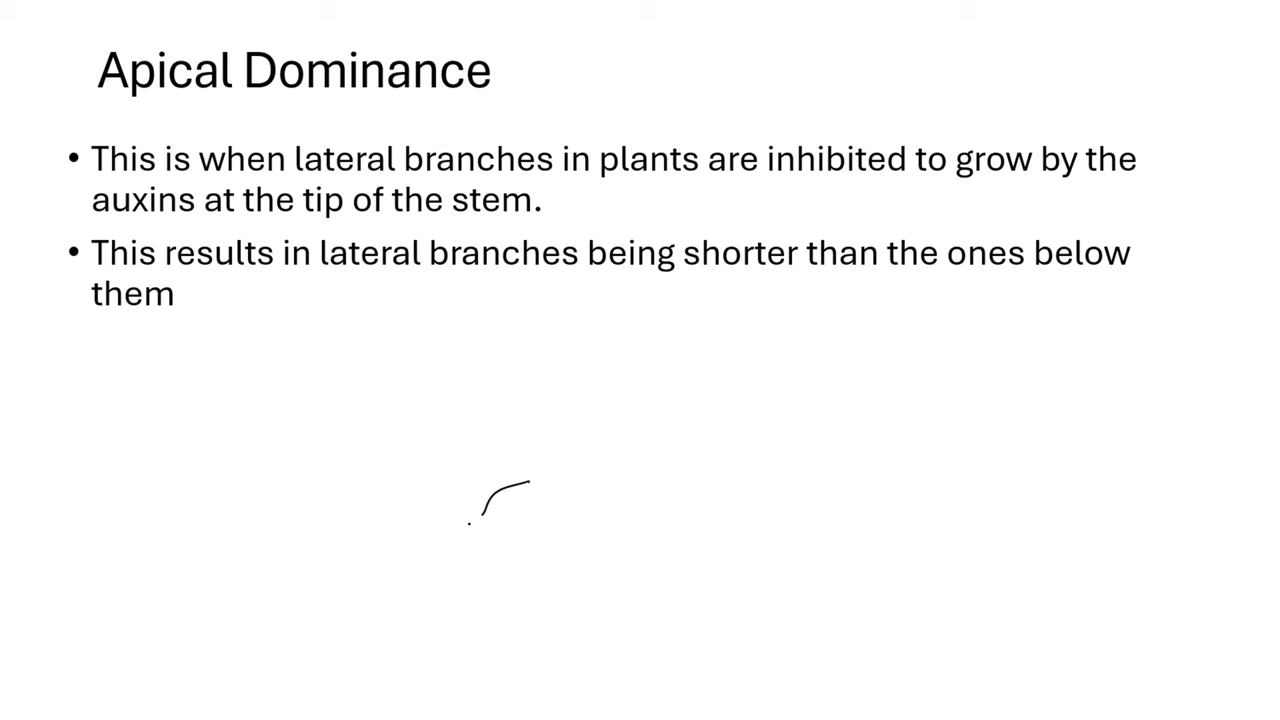 Apical Dominance
• This is when lateral branches in plants are inhibited to grow by the
auxins at the tip of the stem.
• This results in lateral branches being shorter than the ones below
them